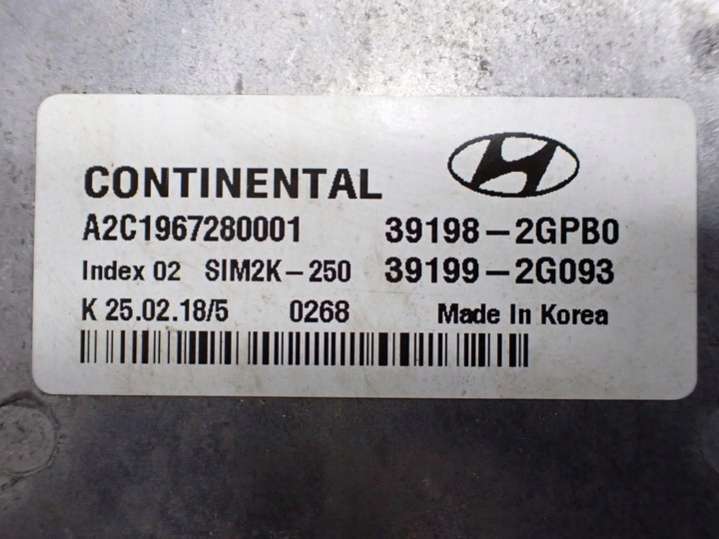 CONTINENTAL
A2C1967280001 39198-2GPB0
Index 02 SIM2K-250 39199-2G093
K 25.02.18/5 0268 Made In Korea